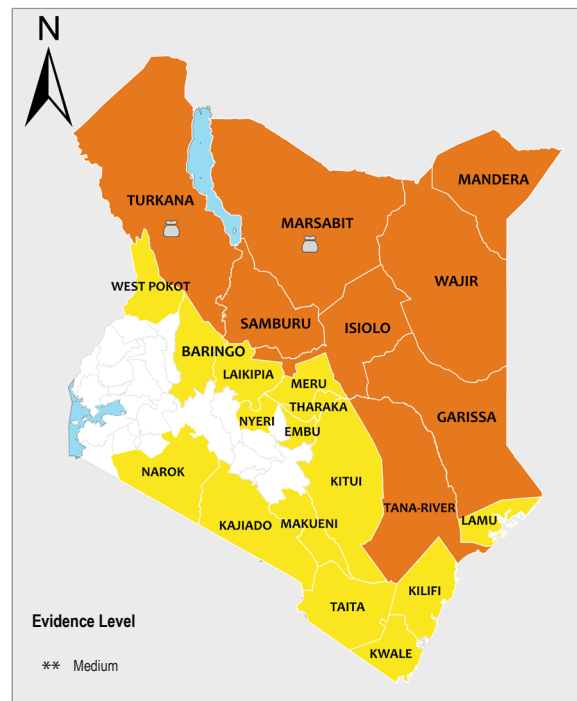 N
MANDERA
TURKANA
MARSABIT
WAJIR
WEST POKOT
SAMBURU
ISIOLO
BARINGO
LAIKIPIA
MERU
THARAKA
GARISSA
NYERI
EMBU
NAROK
KITUI
TANA-RIVER
LAMU
KAJIADO
MAKUENI
KILIFI
TAITA
Evidence Level
KWALE
** Medium